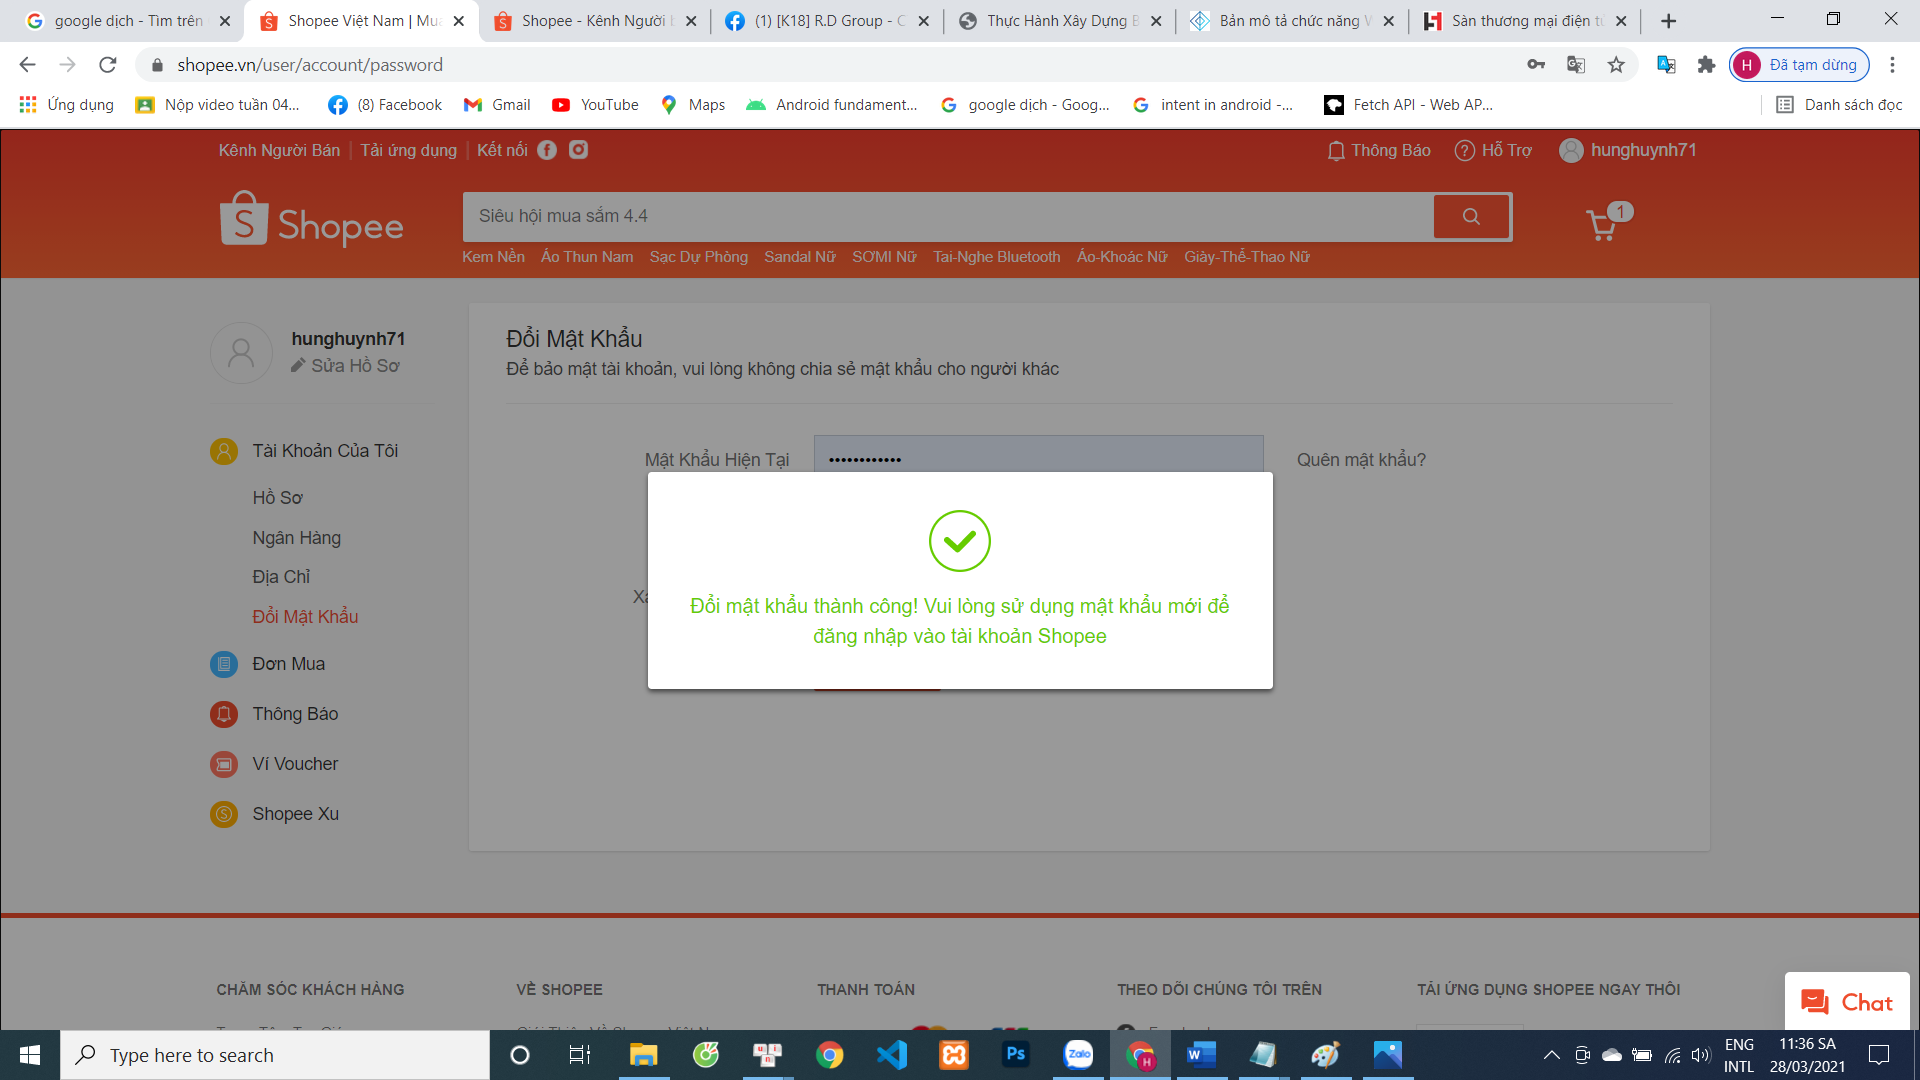 google dịch - Tìm trên
Shopee Việt Nam | Mua
Shopee - Kênh Người b
(1) [K18] R.D Group - C
Thực Hành Xây Dựng B
Bản mô tả chức năng V
Sàn thương mại điện tử
shopee.vn/user/account/password
H Đã tạm dừng
Ứng dụng
Nộp video tuần 04...
(8) Facebook
Gmail
YouTube
Maps
Android fundament...
google dịch - Goog...
intent in android -...
Fetch API - Web AP...
Danh sách đọc
Kênh Người Bán
Tải ứng dụng
Kết nối
Thông Báo
Hỗ Trợ
hunghuynh71
Shopee
Siêu hội mua sắm 4.4
1
Kem Nền Áo Thun Nam Sạc Dự Phòng Sandal Nữ SƠMI Nữ Tai-Nghe Bluetooth Áo-Khoác Nữ Giày-Thể-Thao Nữ
hunghuynh71
Sửa Hồ Sơ
Tài Khoản Của Tôi
Hồ Sơ
Ngân Hàng
Địa Chỉ
Đổi Mật Khẩu
Đơn Mua
Thông Báo
Ví Voucher
Shopee Xu
Đổi Mật Khẩu
Để bảo mật tài khoản, vui lòng không chia sẻ mật khẩu cho người khác
Mật Khẩu Hiện Tại
••••••••••••
Quên mật khẩu?
Đổi mật khẩu thành công! Vui lòng sử dụng mật khẩu mới để
đăng nhập vào tài khoản Shopee
CHĂM SÓC KHÁCH HÀNG
VỀ SHOPEE
THANH TOÁN
THEO DÕI CHÚNG TÔI TRÊN
TẢI ỨNG DỤNG SHOPEE NGAY THÔI
Chat
Type here to search
Zalo
ENG
INTL
11:36 SA
28/03/2021